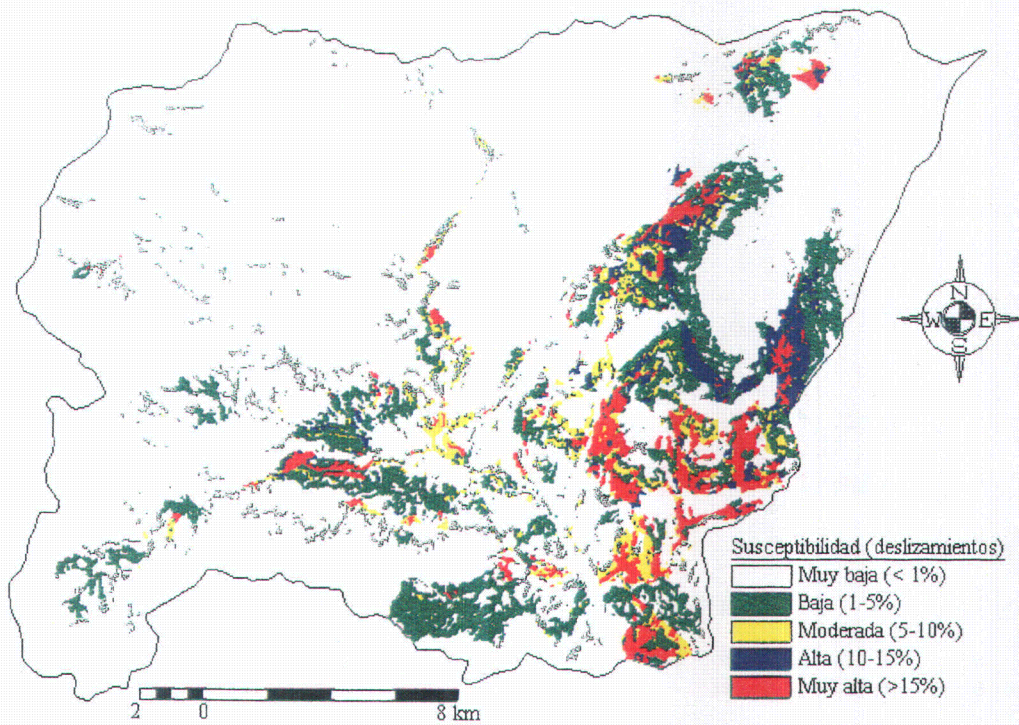 N
W E
S
Susceptibilidad (deslizamientos)
Muy baja (< 1%)
Baja (1-5%)
Moderada (5-10%)
Alta (10-15%)
Muy alta (>15%)
2 0 8 km